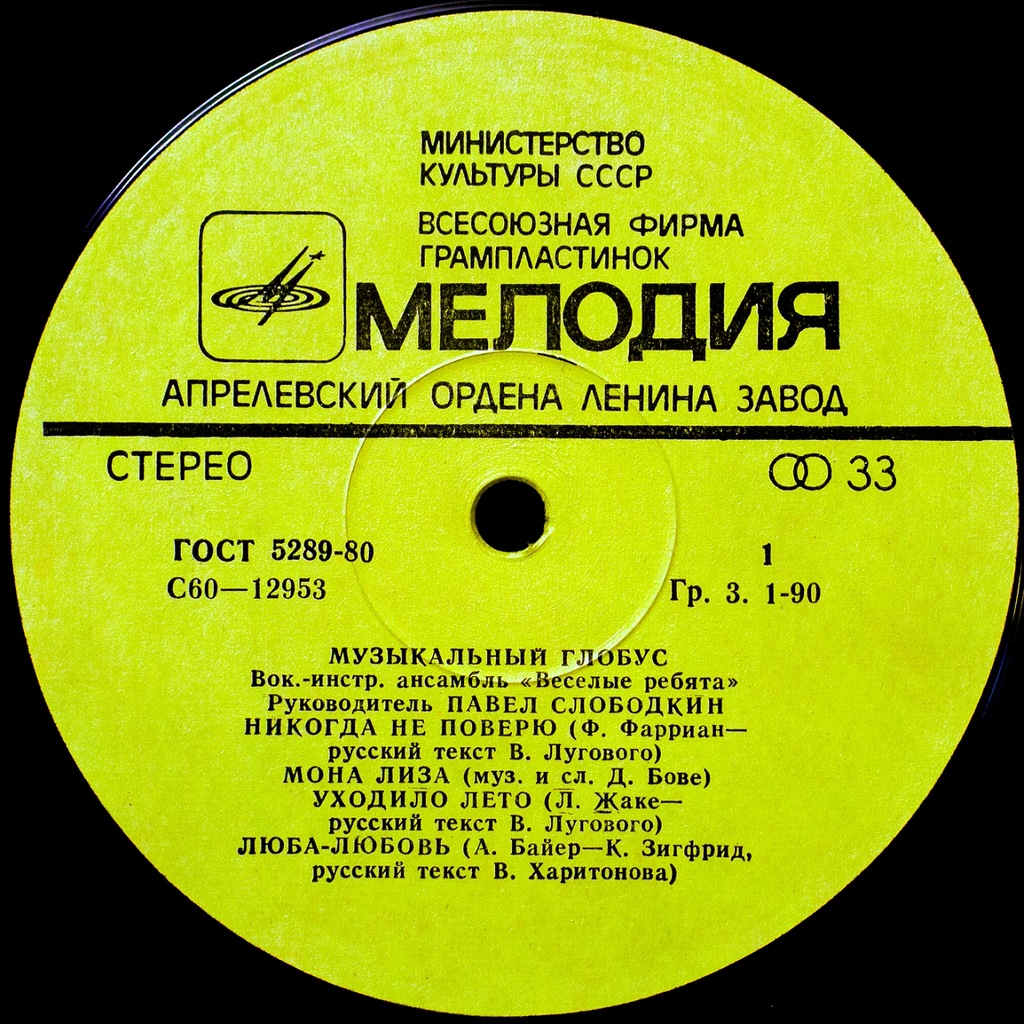 МИНИСТЕРСТВО
КУЛЬТУРЫ СССР
ВСЕСОЮЗНАЯ ФИРМА
ГРАМПЛАСТИНОК
МЕЛОДИЯ
АПРЕЛЕВСКИЙ ОРДЕНА ЛЕНИНА ЗАВОД
СТЕРЕО
33
ГОСТ 5289-80
1
С60—12953
Гр. 3. 1-90
МУЗЫКАЛЬНЫЙ ГЛОБУС
Вок.-инстр. ансамбль «Веселые ребята»
Руководитель ПАВЕЛ СЛОБОДКИН
НИКОГДА НЕ ПОВЕРЮ (Ф. Фарриан—
русский текст В. Лугового)
МОНА ЛИЗА (муз. и сл. Д. Бове)
УХОДИЛО ЛЕТО (Л. Жаке—
русский текст В. Лугового)
ЛЮБА-ЛЮБОВЬ (А. Байер—К. Зигфрид,
русский текст В. Харитонова)